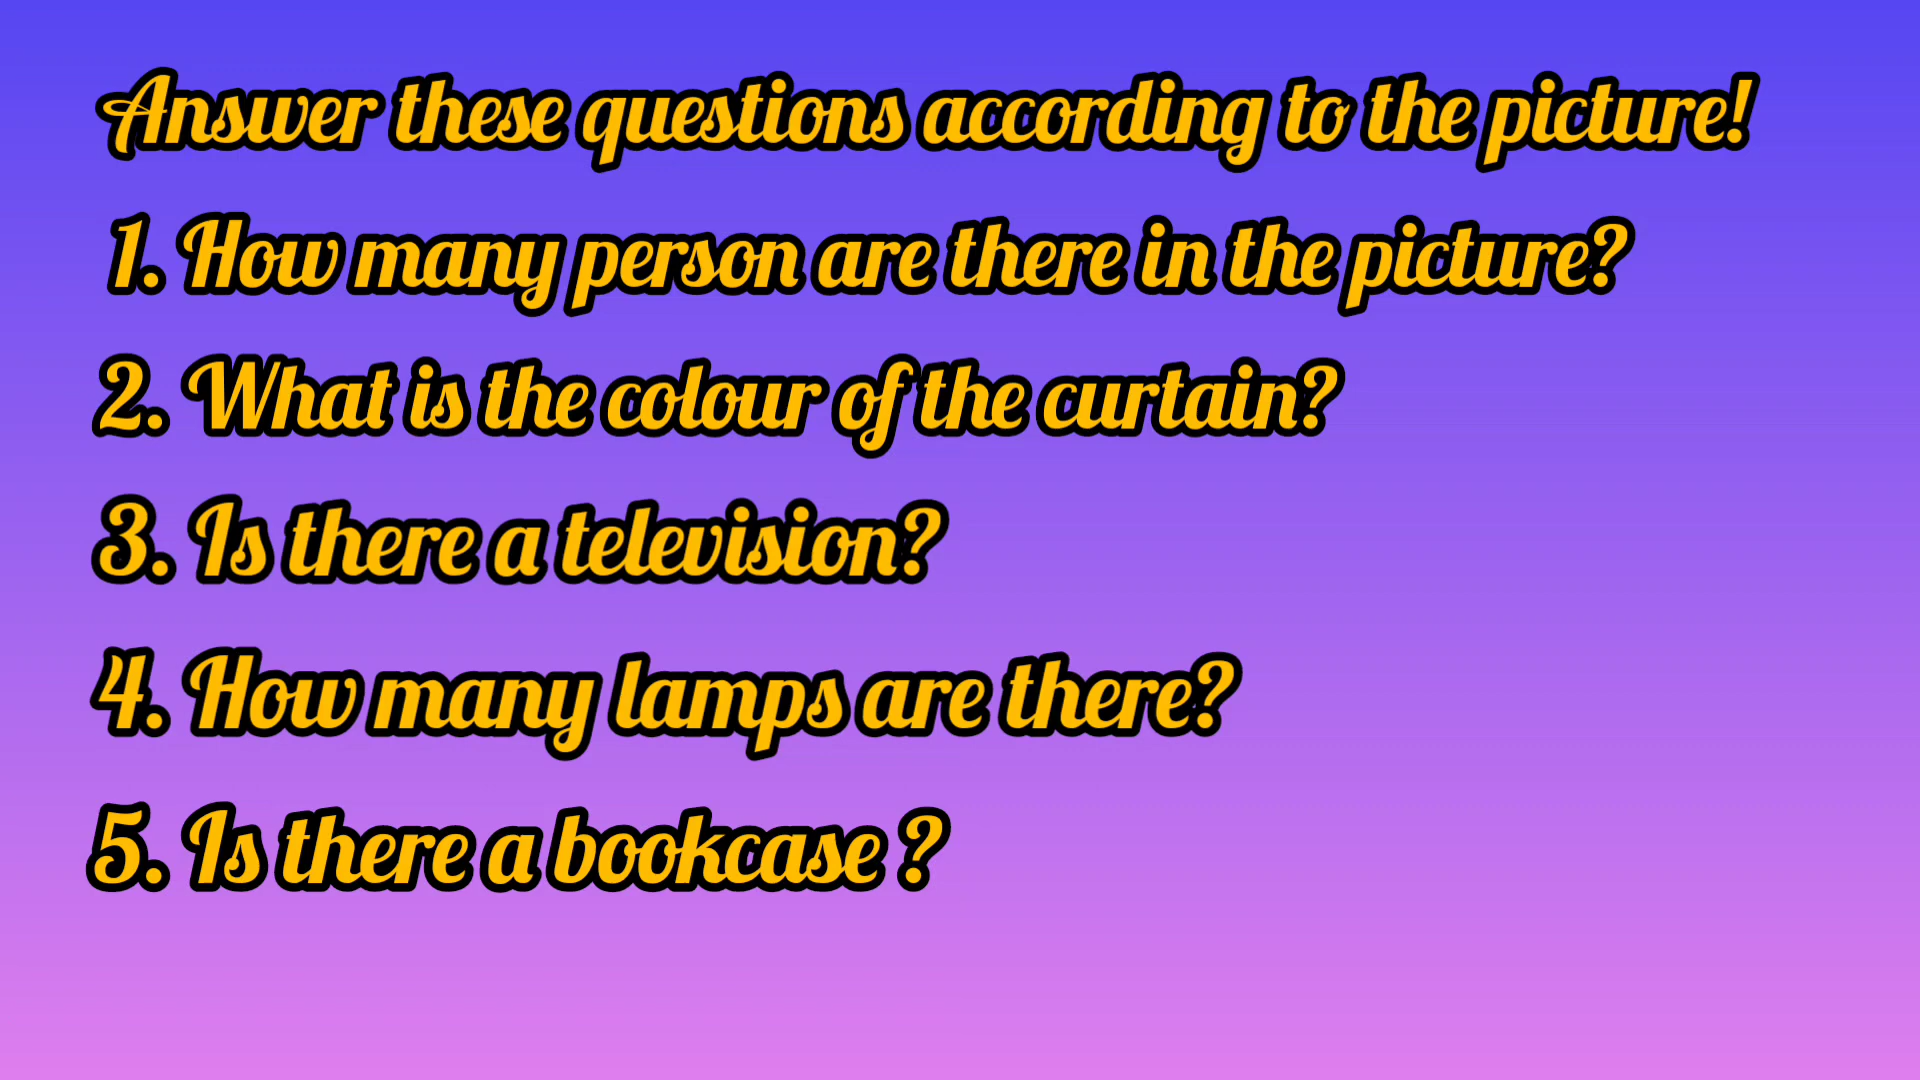 Answer these questions according to the picture!
1. How many person are there in the picture?
2. What is the colour of the curtain?
3. Is there a television?
4. How many lamps are there?
5. Is there a bookcase ?